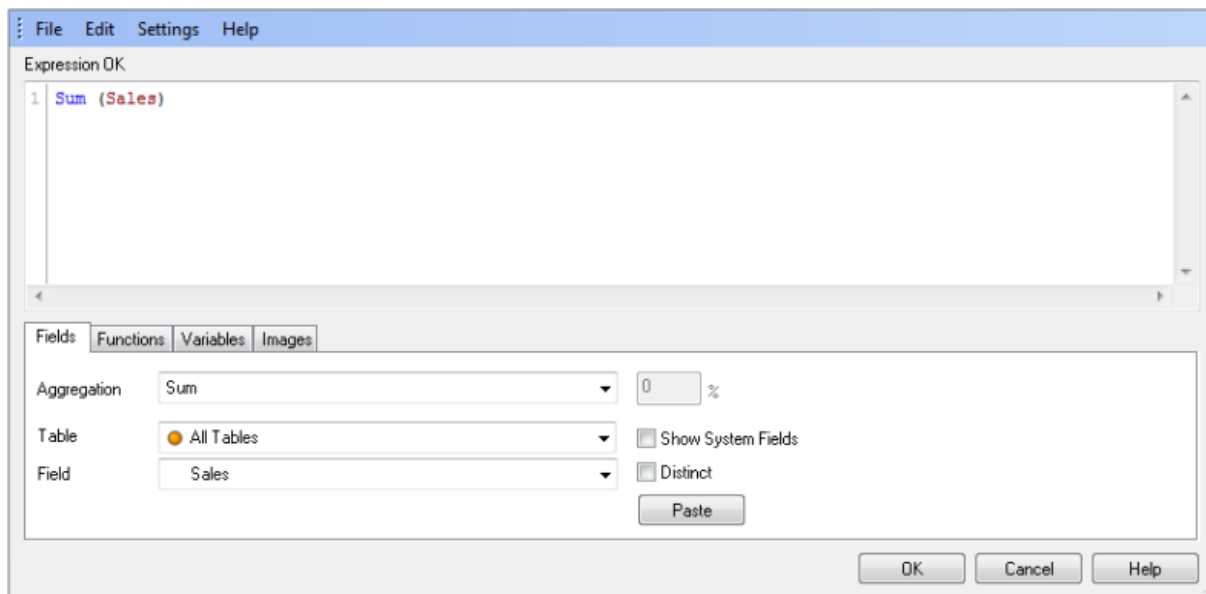 File Edit Settings Help
Expression OK
1 Sum (Sales)
Fields Functions Variables Images
Aggregation Sum 0 %
Table All Tables Show System Fields
Field Sales Distinct
Paste
OK Cancel Help